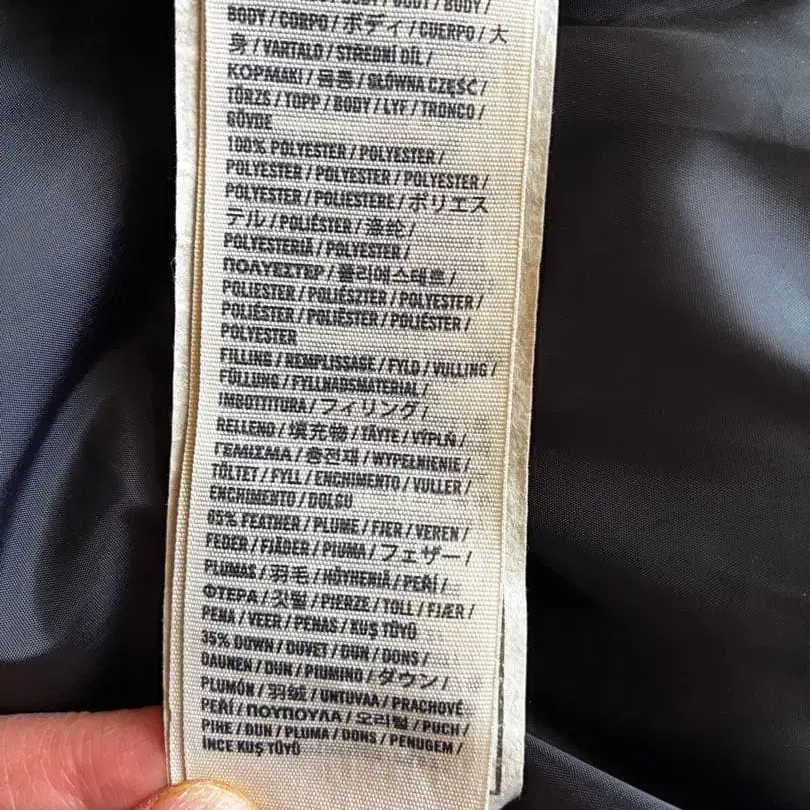 BODY / BODY / BODY /
BODY / CORPO / ボディ / CUERPO / 大
身 / VARTALO / STREDNÍ DÍL /
ΚΟΡΜΑΚΙ / 몸통 / GŁÓWNA CZĘŚĆ /
TÖRZS / TOPP / BODY / LYF / TRONCO /
GÖVDE
100% POLYESTER / POLYESTER /
POLYESTER / POLYESTER / POLYESTER /
POLYESTER / POLIESTERE / ポリエス
テル / POLIÉSTER / 涤纶 /
POLYESTERIÄ / POLYESTER /
ΠΟΛΥΕΣΤΕΡ / 폴리에스테르 /
POLIESTER / POLIÉSZTER / POLYESTER /
POLIÉSTER / POLIÉSTER / POLIÉSTER /
POLYESTER
FILLING / REMPLISSAGE / FYLD / VULLING /
FÜLLUNG / FYLLNADSMATERIAL /
IMBOTTITURA / フィリング /
RELLENO / 填充物 / TÄYTE / VÝPLŇ /
ΓΕΜΙΣΜΑ / 충전재 / WYPEŁNIENIE /
TÖLTET / FYLL / ENCHIMENTO / VULLER /
ENCHIMENTO / DOLGU
65% FEATHER / PLUME / FJER / VEREN /
FEDER / FJÄDER / PIUMA / フェザー /
PLUMAS / 羽毛 / HÖYHENIÄ / PEŘÍ /
ΦΤΕΡΑ / 깃털 / PIERZE / TOLL / FJÆR /
PENA / VEER / PENAS / KUŞ TÜYÜ
35% DOWN / DUVET / DUN / DONS /
DAUNEN / DUN / PIUMINO / ダウン /
PLUMÓN / 羽绒 / UNTUVAA / PRACHOVÉ
PEŘÍ / ΠΟΥΠΟΥΛΑ / 오리털 / PUCH /
PIHE / DUN / PLUMA / DONS / PENUGEM /
İNCE KUŞ TÜYÜ